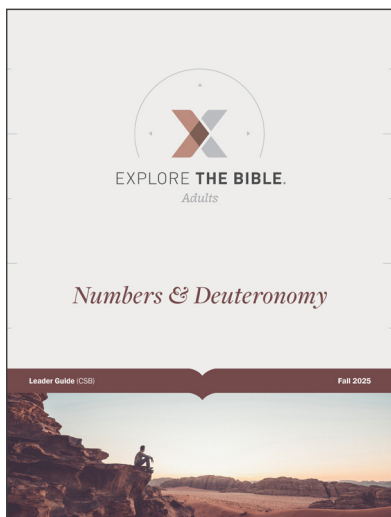 EXPLORE THE BIBLE®
Adults
Numbers & Deuteronomy
Leader Guide (CSB) Fall 2025